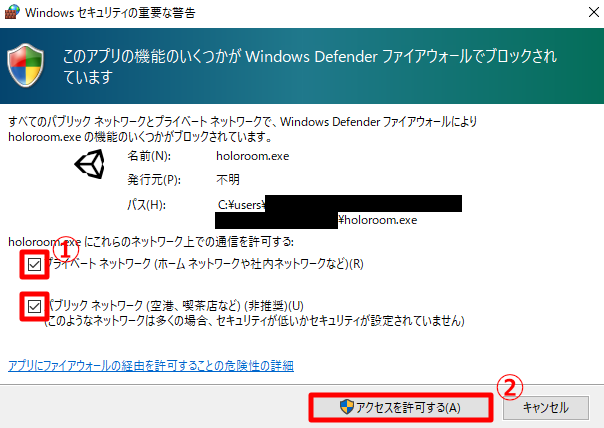 Windows セキュリティの重要な警告
このアプリの機能のいくつかが Windows Defender ファイアウォールでブロックされ
ています
すべてのパブリック ネットワークとプライベート ネットワークで、Windows Defender ファイアウォールにより
holoroom.exe の機能のいくつかがブロックされています。
名前(N): holoroom.exe
発行元(P): 不明
パス(H): C:¥users¥
¥holoroom.exe
holoroom.exe にこれらのネットワーク上での通信を許可する:
①
プライベート ネットワーク (ホーム ネットワークや社内ネットワークなど)(R)
パブリック ネットワーク (空港、喫茶店など) (非推奨)(U)
(このようなネットワークは多くの場合、セキュリティが低いかセキュリティが設定されていません)
アプリにファイアウォールの経由を許可することの危険性の詳細
②
アクセスを許可する(A) キャンセル